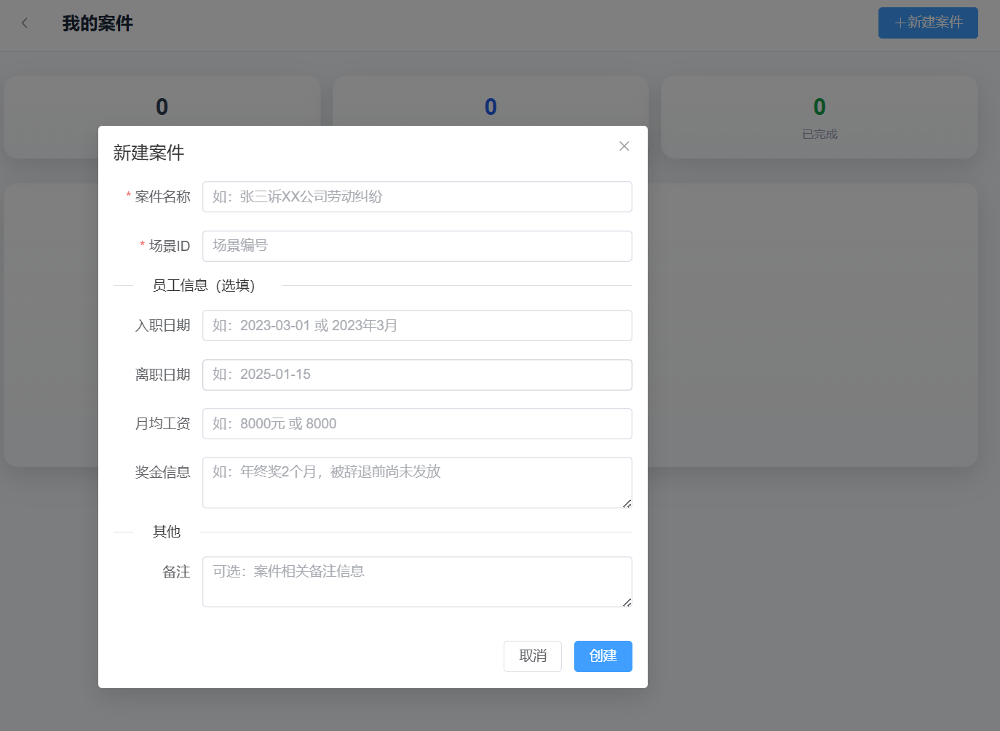 我的案件
+新建案件
0
0
0
已完成
新建案件
* 案件名称
如：张三诉XX公司劳动纠纷
* 场景ID
场景编号
员工信息（选填）
入职日期
如：2023-03-01 或 2023年3月
离职日期
如：2025-01-15
月均工资
如：8000元 或 8000
奖金信息
如：年终奖2个月，被辞退前尚未发放
其他
备注
可选：案件相关备注信息
取消
创建